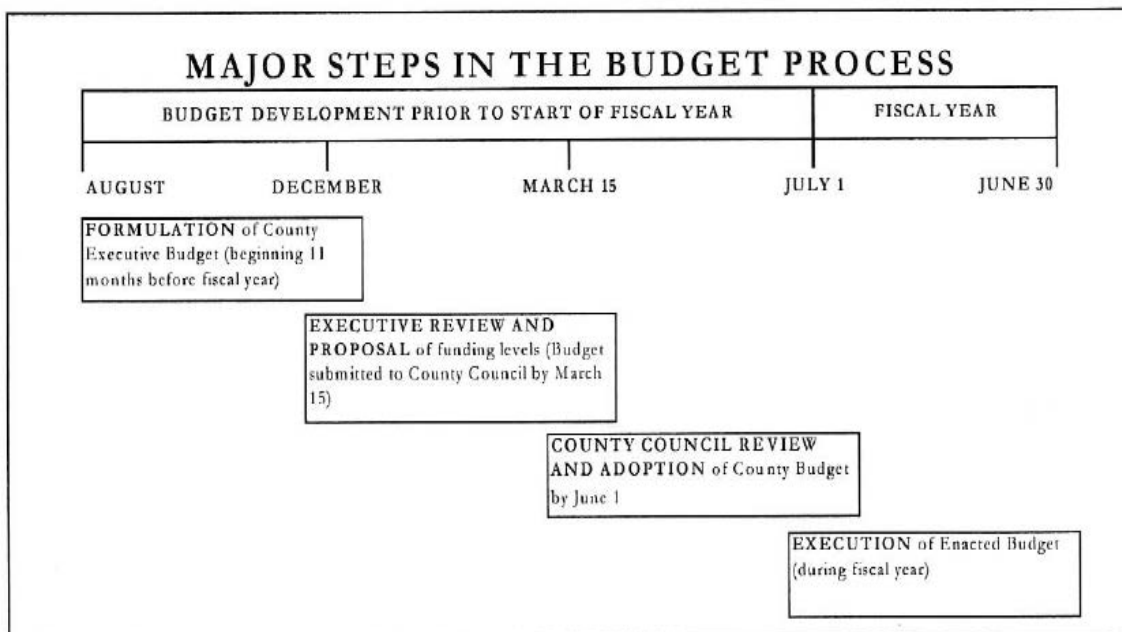 MAJOR STEPS IN THE BUDGET PROCESS
BUDGET DEVELOPMENT PRIOR TO START OF FISCAL YEAR
FISCAL YEAR
AUGUST
DECEMBER
MARCH 15
JULY 1
JUNE 30
FORMULATION of County
Executive Budget (beginning 11
months before fiscal year)
EXECUTIVE REVIEW AND
PROPOSAL of funding levels (Budget
submitted to County Council by March
15)
COUNTY COUNCIL REVIEW
AND ADOPTION of County Budget
by June 1
EXECUTION of Enacted Budget
(during fiscal year)